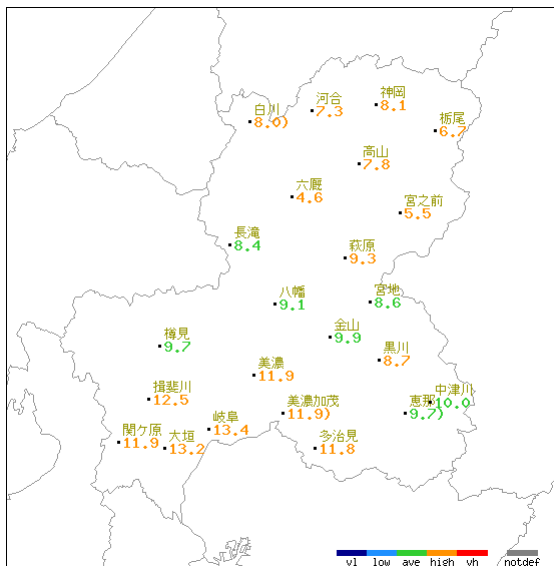 神岡
8.1
河合
7.3
白川
8.0)
栃尾
6.7
高山
7.8
六厩
4.6
宮之前
5.5
長滝
8.4
萩原
9.3
八幡
9.1
宮地
8.6
金山
9.9
樽見
9.7
黒川
8.7
美濃
11.9
揖斐川
12.5
中津川
10.0
恵那
9.7)
美濃加茂
11.9)
岐阜
13.4
関ケ原
11.9
大垣
13.2
多治見
11.8
vl low ave high vh notdef